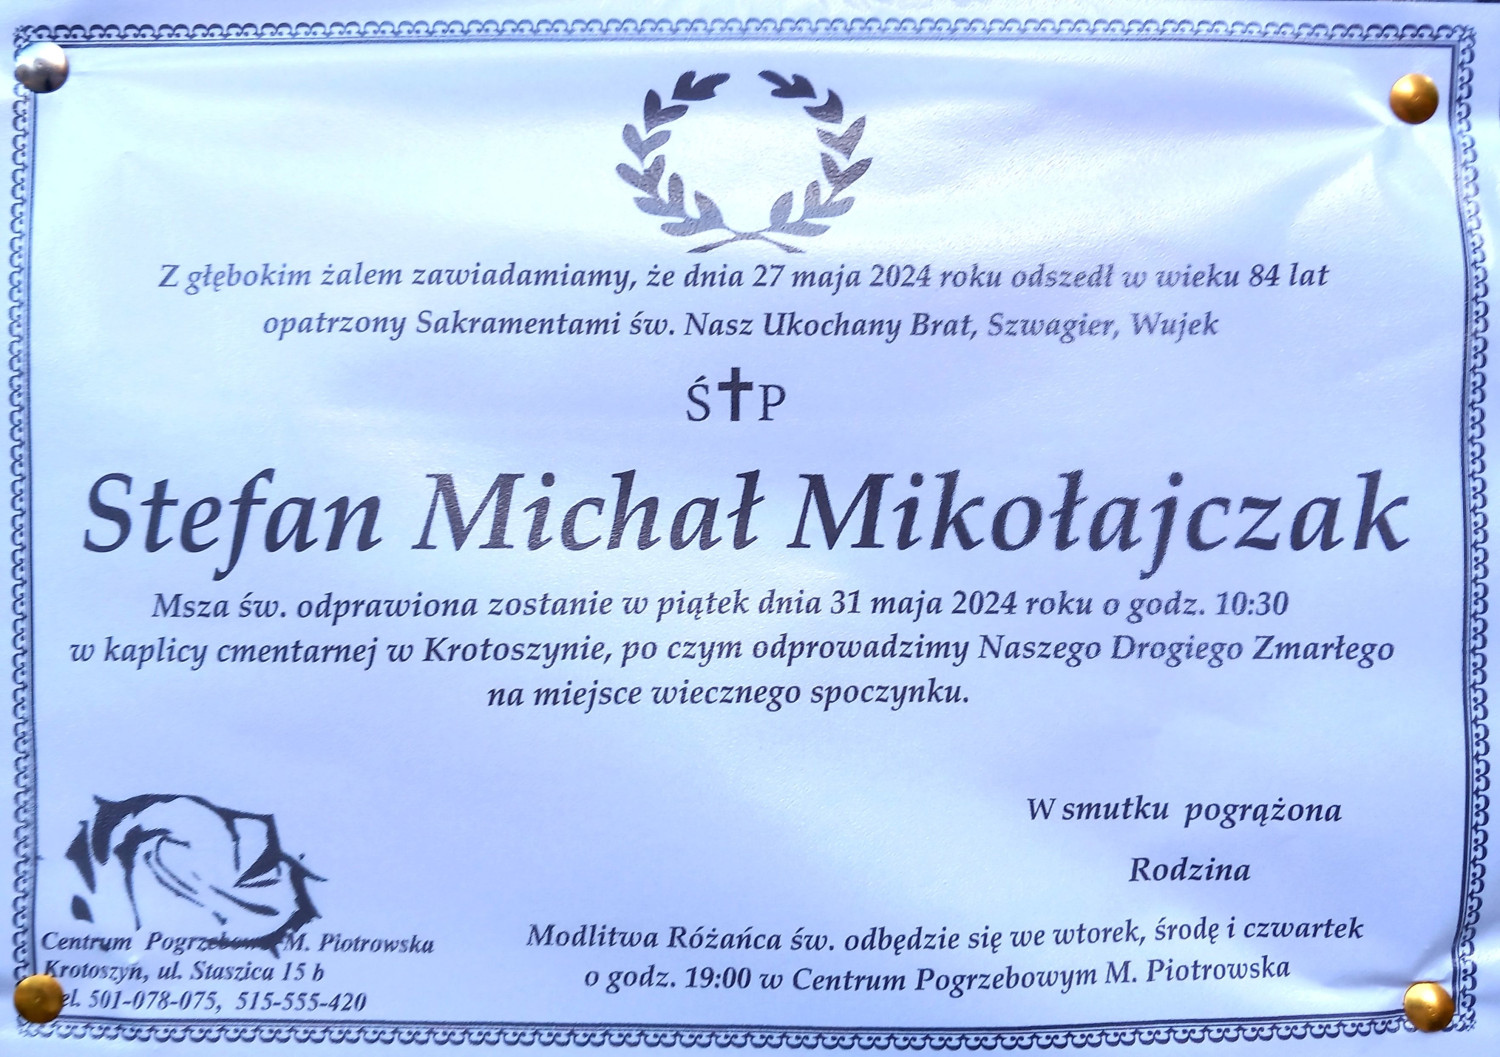 Z głębokim żalem zawiadamiamy, że dnia 27 maja 2024 roku odszedł w wieku 84 lat
opatrzony Sakramentami św. Nasz Ukochany Brat, Szwagier, Wujek
Ś✝P
Stefan Michał Mikołajczak
Msza św. odprawiona zostanie w piątek dnia 31 maja 2024 roku o godz. 10:30
w kaplicy cmentarnej w Krotoszynie, po czym odprowadzimy Naszego Drogiego Zmarłego
na miejsce wiecznego spoczynku.
W smutku pogrążona
Rodzina
Modlitwa Różańca św. odbędzie się we wtorek, środę i czwartek
o godz. 19:00 w Centrum Pogrzebowym M. Piotrowska
Centrum Pogrzebowe M. Piotrowska
Krotoszyn, ul. Staszica 15 b
el. 501-078-075, 515-555-420